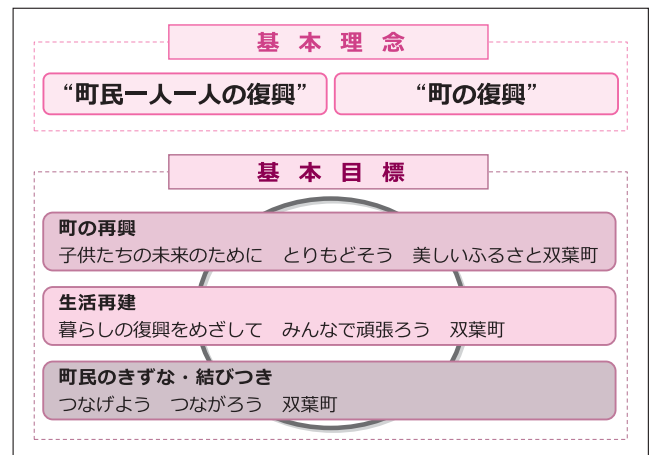 基本理念
“町民一人一人の復興”
“町の復興”
基本目標
町の再興
子供たちの未来のために　とりもどそう　美しいふるさと双葉町
生活再建
暮らしの復興をめざして　みんなで頑張ろう　双葉町
町民のきずな・結びつき
つなげよう　つながろう　双葉町